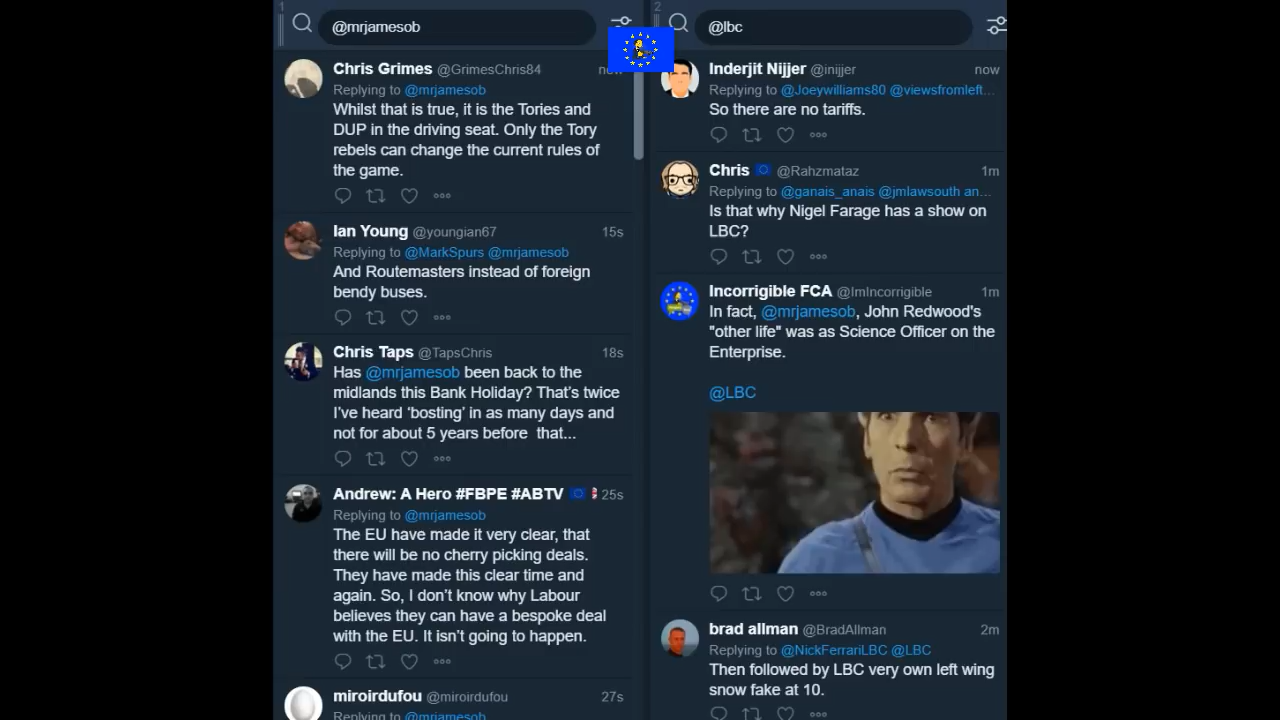 1
@mrjamesob
Chris Grimes @GrimesChris84 now
Replying to @mrjamesob
Whilst that is true, it is the Tories and
DUP in the driving seat. Only the Tory
rebels can change the current rules of
the game.
Ian Young @youngian67 15s
Replying to @MarkSpurs @mrjamesob
And Routemasters instead of foreign
bendy buses.
Chris Taps @TapsChris 18s
Has @mrjamesob been back to the
midlands this Bank Holiday? That’s twice
I’ve heard ‘bosting’ in as many days and
not for about 5 years before that...
Andrew: A Hero #FBPE #ABTV 25s
Replying to @mrjamesob
The EU have made it very clear, that
there will be no cherry picking deals.
They have made this clear time and
again. So, I don’t know why Labour
believes they can have a bespoke deal
with the EU. It isn’t going to happen.
miroirdufou @miroirdufou 27s
Replying to @mrjamesob
2
@lbc
Inderjit Nijjer @inijjer now
Replying to @Joeywilliams80 @viewsfromleft...
So there are no tariffs.
Chris @Rahzmataz 1m
Replying to @ganais_anais @jmlawsouth an...
Is that why Nigel Farage has a show on
LBC?
Incorrigible FCA @ImIncorrigible 1m
In fact, @mrjamesob, John Redwood's
"other life" was as Science Officer on the
Enterprise.
@LBC
brad allman @BradAllman 2m
Replying to @NickFerrariLBC @LBC
Then followed by LBC very own left wing
snow fake at 10.